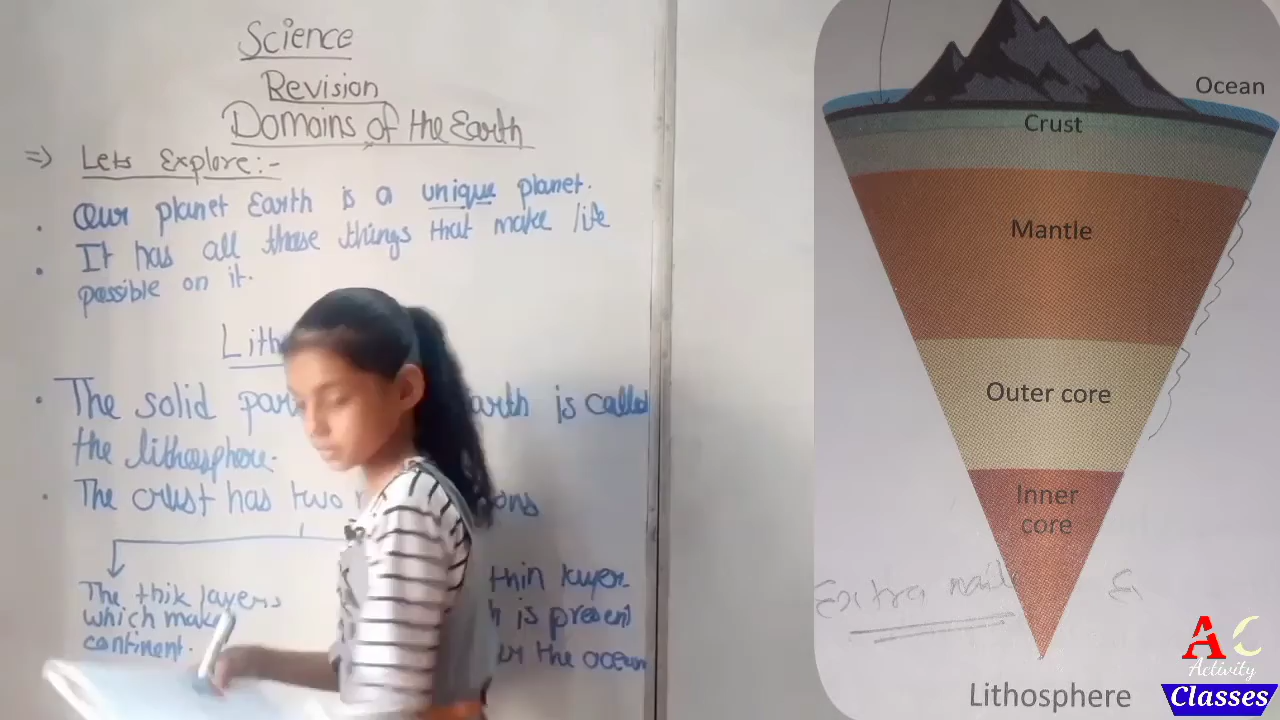 Science
Revision
Domains of the Earth
=> Lets Explore:-
• Our planet Earth is a unique planet.
• It has all those things that make life
possible on it.
Lith
• The solid par arth is called
the lithosphere.
• The crust has two ons
The thik layers
which make
continent.
thin layer
h is present
the ocean
Ocean
Crust
Mantle
Outer core
Inner
core
Extra
Lithosphere
AC
Activity
Classes